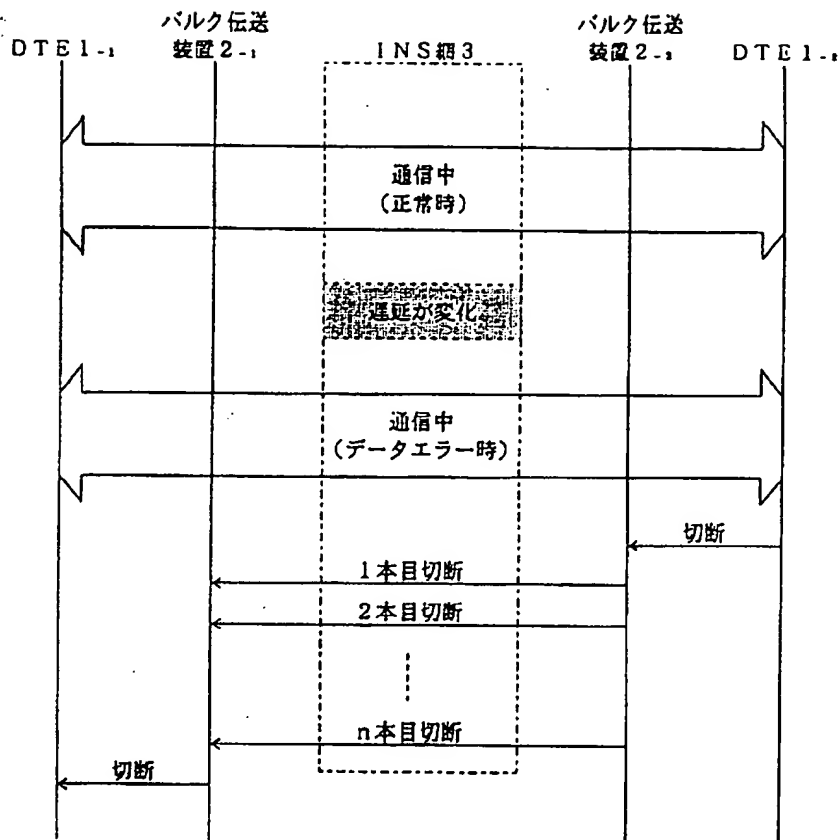 バルク伝送
装置2-₁
バルク伝送
装置2-₂
DTE1-₁
INS網3
DTE1-₂
通信中
(正常時)
遅延が変化
通信中
(データエラー時)
切断
1本目切断
2本目切断
n本目切断
切断